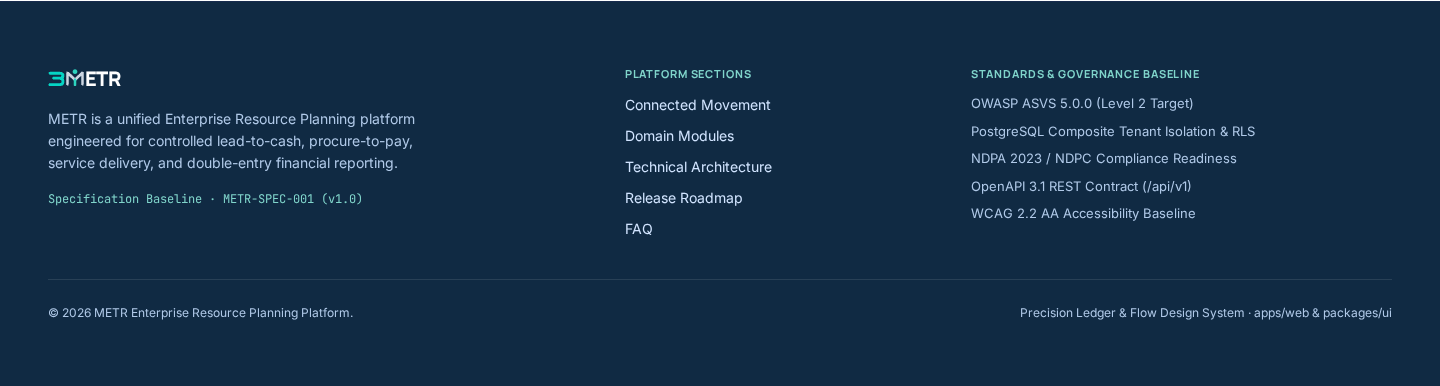 METR
METR is a unified Enterprise Resource Planning platform
engineered for controlled lead-to-cash, procure-to-pay,
service delivery, and double-entry financial reporting.
Specification Baseline · METR-SPEC-001 (v1.0)
PLATFORM SECTIONS
Connected Movement
Domain Modules
Technical Architecture
Release Roadmap
FAQ
STANDARDS & GOVERNANCE BASELINE
OWASP ASVS 5.0.0 (Level 2 Target)
PostgreSQL Composite Tenant Isolation & RLS
NDPA 2023 / NDPC Compliance Readiness
OpenAPI 3.1 REST Contract (/api/v1)
WCAG 2.2 AA Accessibility Baseline
© 2026 METR Enterprise Resource Planning Platform.
Precision Ledger & Flow Design System · apps/web & packages/ui